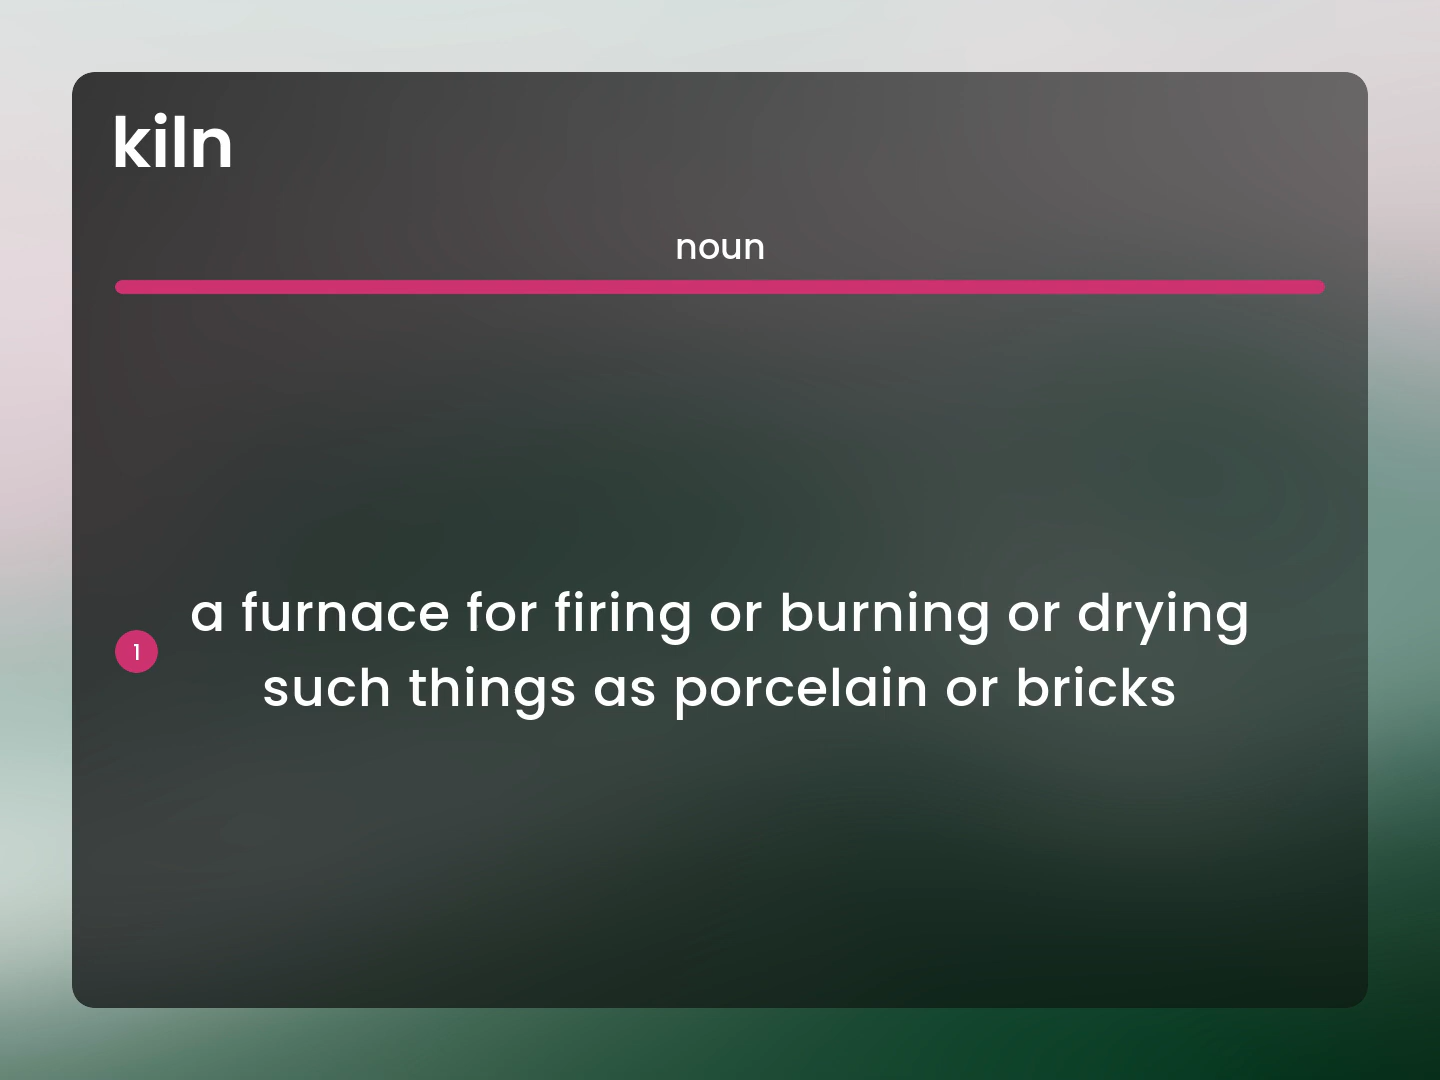 kiln
noun
1
a furnace for firing or burning or drying
such things as porcelain or bricks